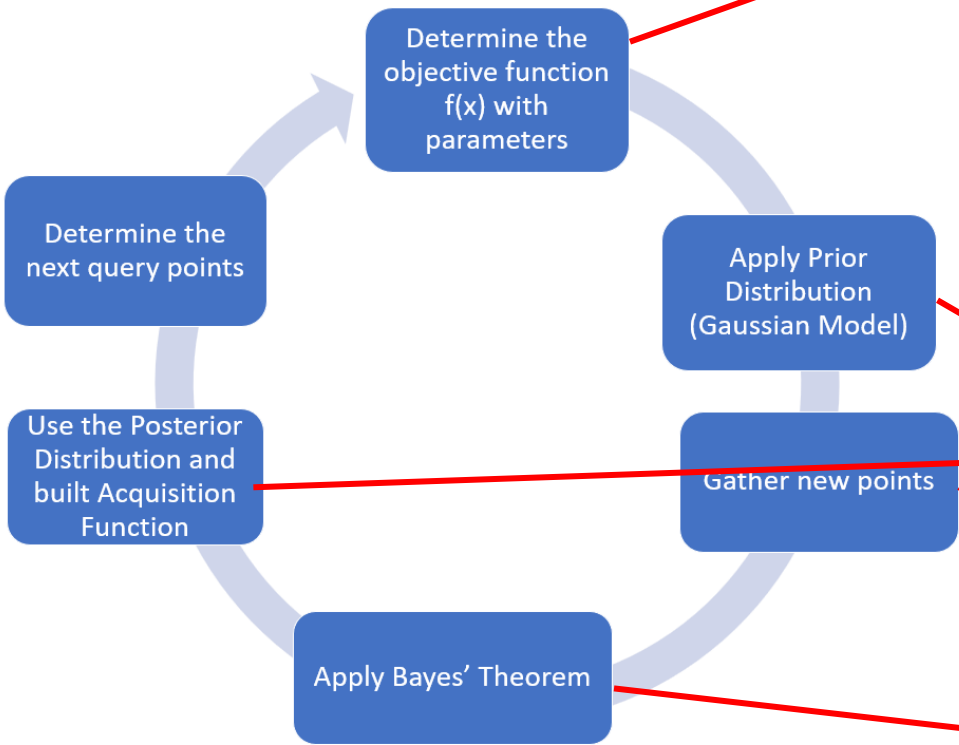 Determine the
objective function
f(x) with
parameters
Apply Prior
Distribution
(Gaussian Model)
Gather new points
Apply Bayes’ Theorem
Use the Posterior
Distribution and
built Acquisition
Function
Determine the
next query points